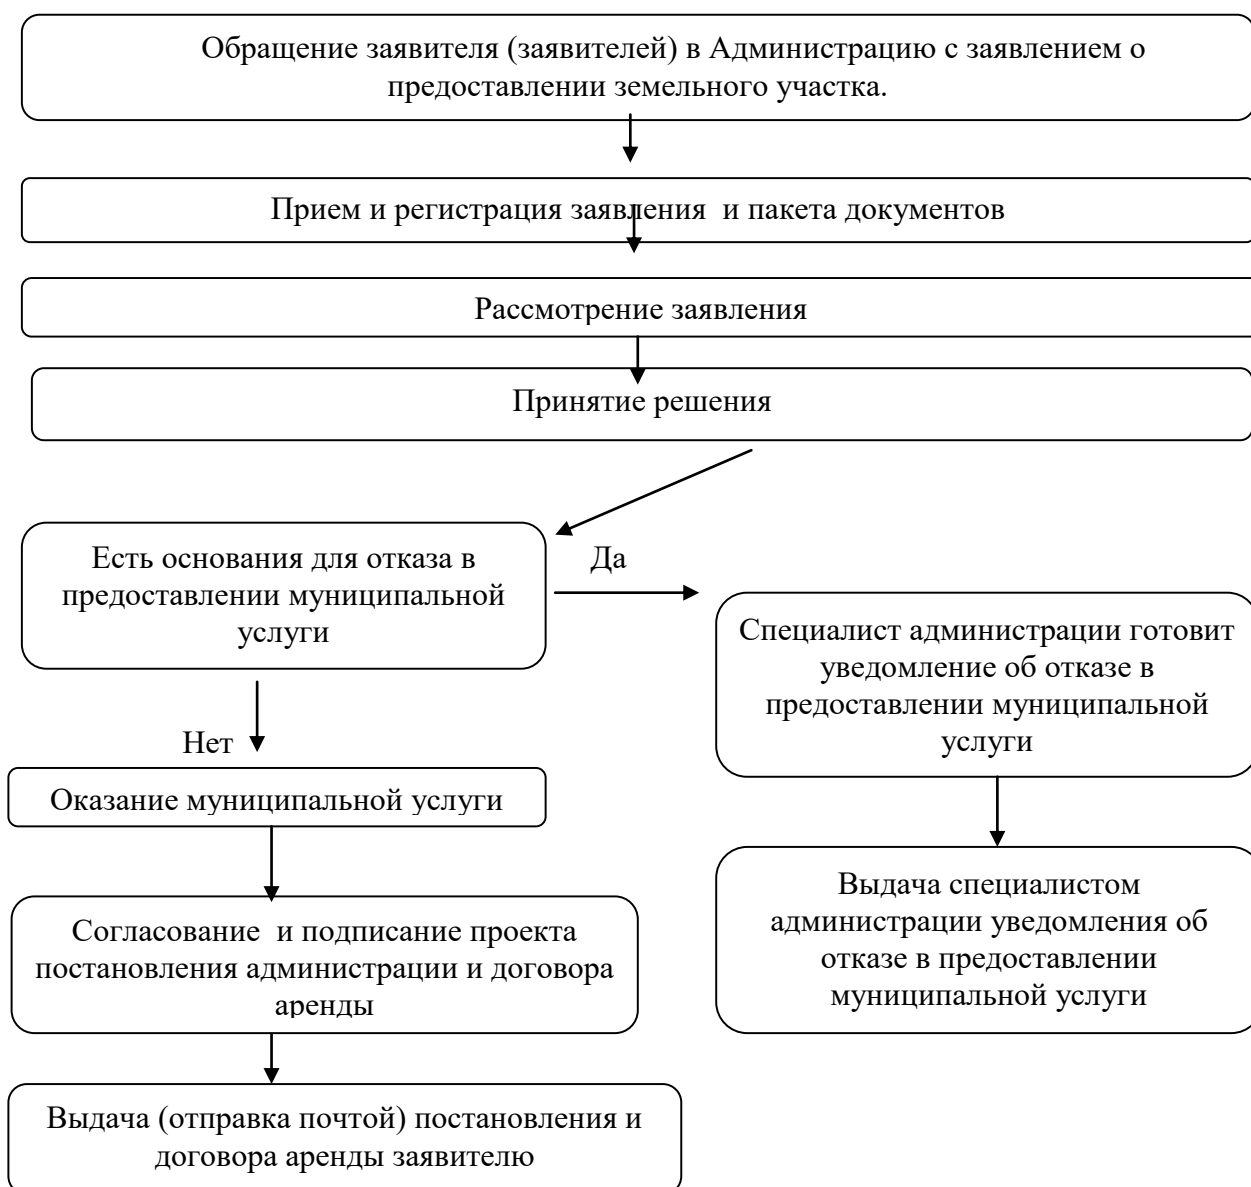 Обращение заявителя (заявителей) в Администрацию с заявлением о
предоставлении земельного участка.
Прием и регистрация заявления и пакета документов
Рассмотрение заявления
Принятие решения
Есть основания для отказа в
предоставлении муниципальной
услуги
Да
Специалист администрации готовит
уведомление об отказе в
предоставлении муниципальной
услуги
Нет
Оказание муниципальной услуги
Выдача специалистом
администрации уведомления об
отказе в предоставлении
муниципальной услуги
Согласование и подписание проекта
постановления администрации и договора
аренды
Выдача (отправка почтой) постановления и
договора аренды заявителю